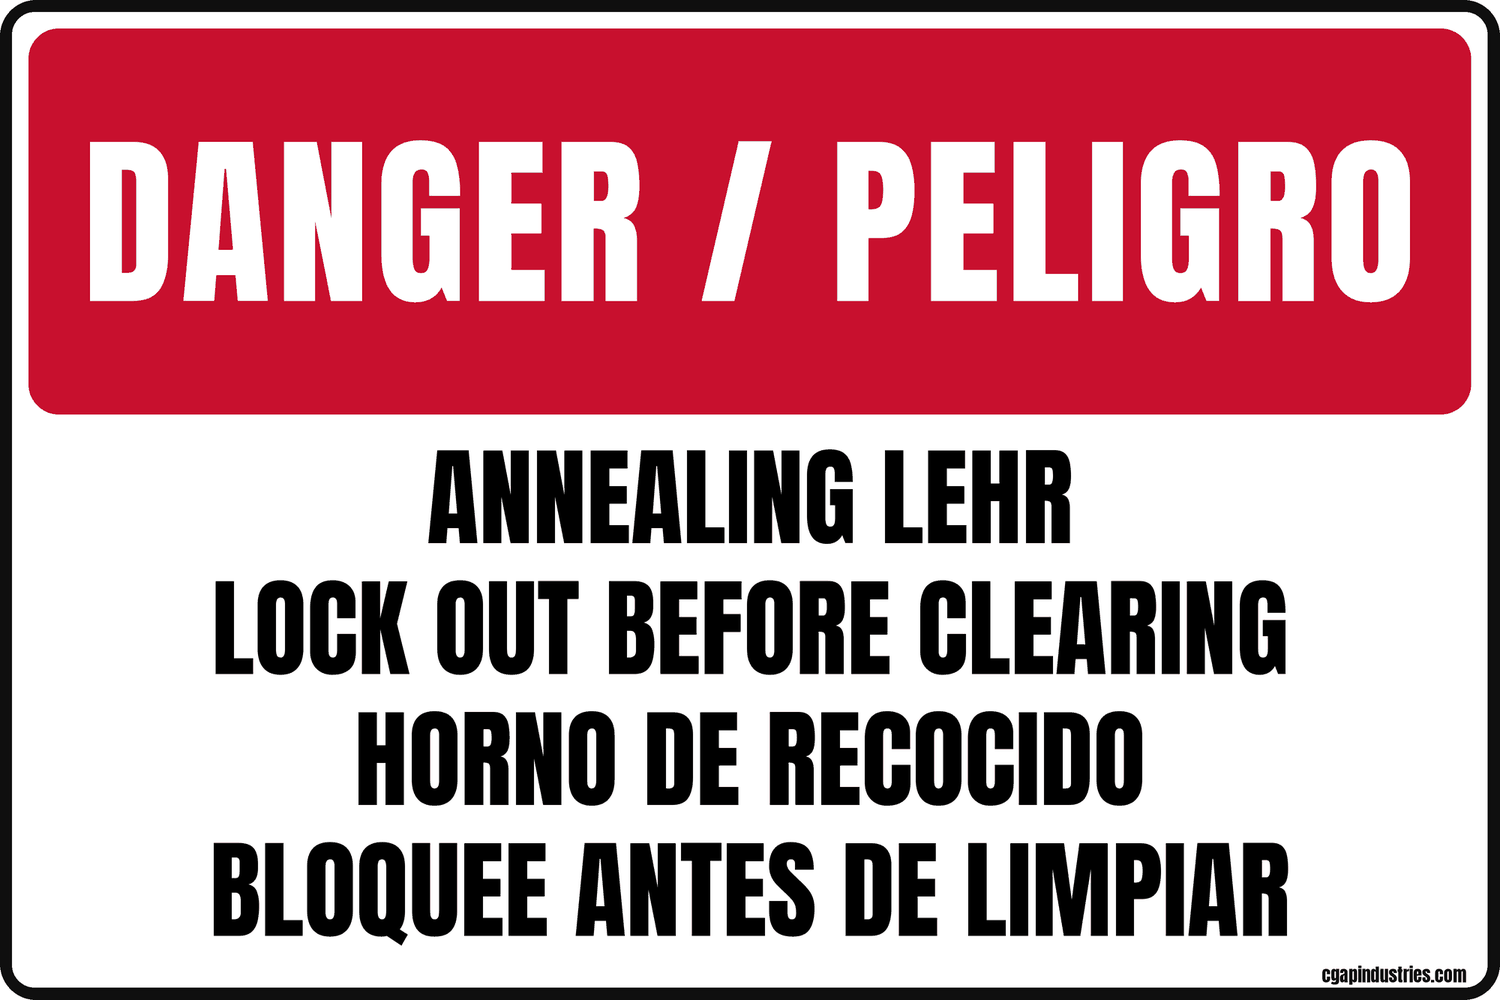 DANGER / PELIGRO
ANNEALING LEHR
LOCK OUT BEFORE CLEARING
HORNO DE RECOCIDO
BLOQUEE ANTES DE LIMPIAR
cgapindustries.com